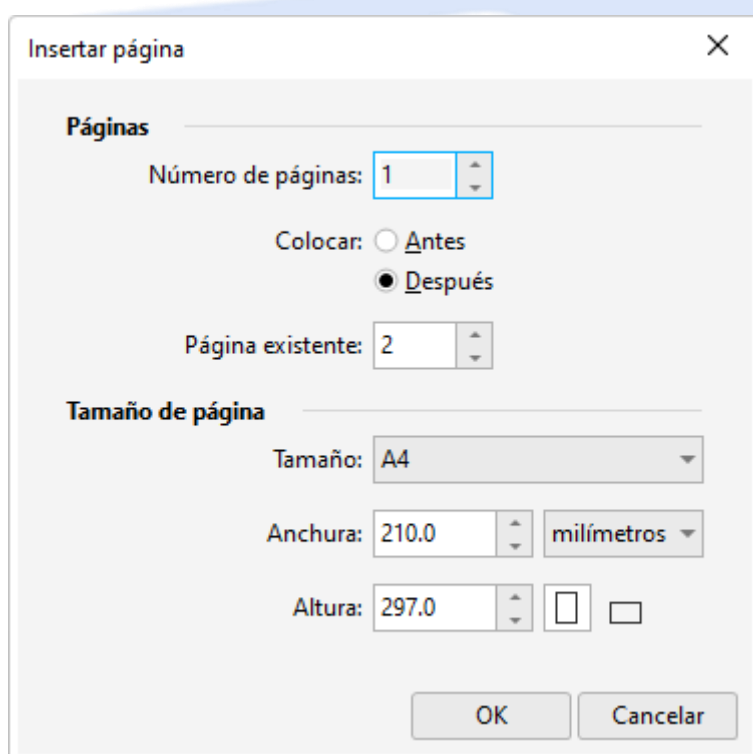 Insertar página
Páginas
Número de páginas: 1
Colocar: Antes
Después
Página existente: 2
Tamaño de página
Tamaño: A4
Anchura: 210.0 milímetros
Altura: 297.0
OK Cancelar